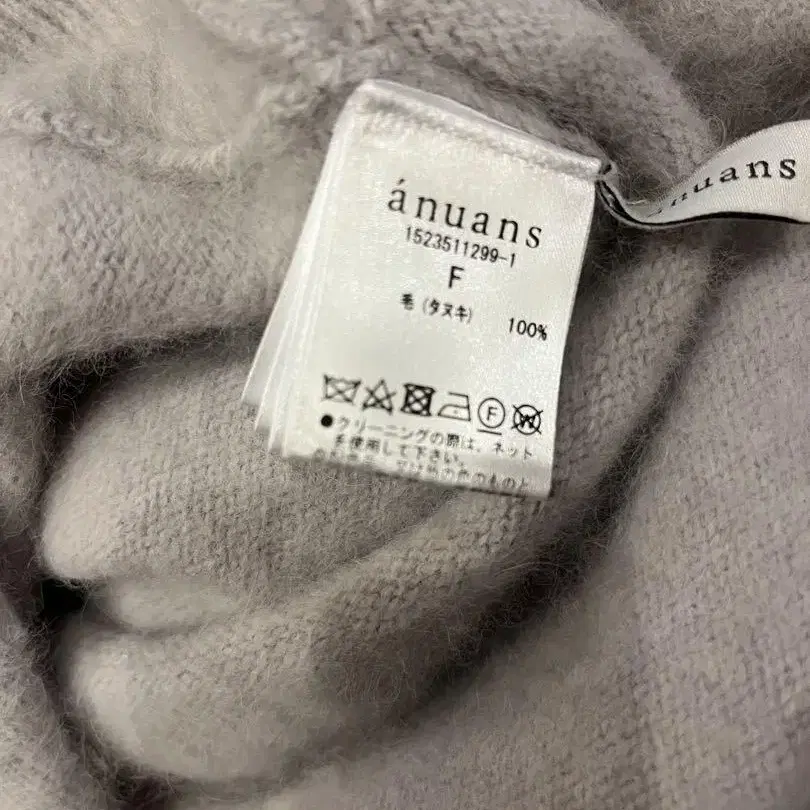 ánuans
1523511299-1
F
毛（タヌキ） 100%
F
W
●クリーニングの際は、ネット
を使用して下さい。
ánuans